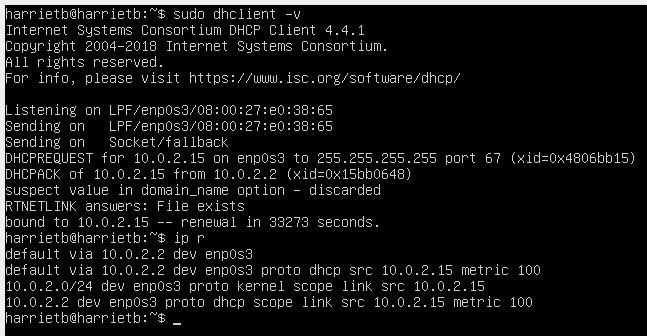 harrietb@harrietb:~$ sudo dhclient -v
Internet Systems Consortium DHCP Client 4.4.1
Copyright 2004-2018 Internet Systems Consortium.
All rights reserved.
For info, please visit https://www.isc.org/software/dhcp/

Listening on LPF/enp0s3/08:00:27:e0:38:65
Sending on   LPF/enp0s3/08:00:27:e0:38:65
Sending on   Socket/fallback
DHCPREQUEST for 10.0.2.15 on enp0s3 to 255.255.255.255 port 67 (xid=0x4806bb15)
DHCPACK of 10.0.2.15 from 10.0.2.2 (xid=0x15bb0648)
suspect value in domain_name option - discarded
RTNETLINK answers: File exists
bound to 10.0.2.15 -- renewal in 33273 seconds.
harrietb@harrietb:~$ ip r
default via 10.0.2.2 dev enp0s3
default via 10.0.2.2 dev enp0s3 proto dhcp src 10.0.2.15 metric 100
10.0.2.0/24 dev enp0s3 proto kernel scope link src 10.0.2.15
10.0.2.2 dev enp0s3 proto dhcp scope link src 10.0.2.15 metric 100
harrietb@harrietb:~$ _